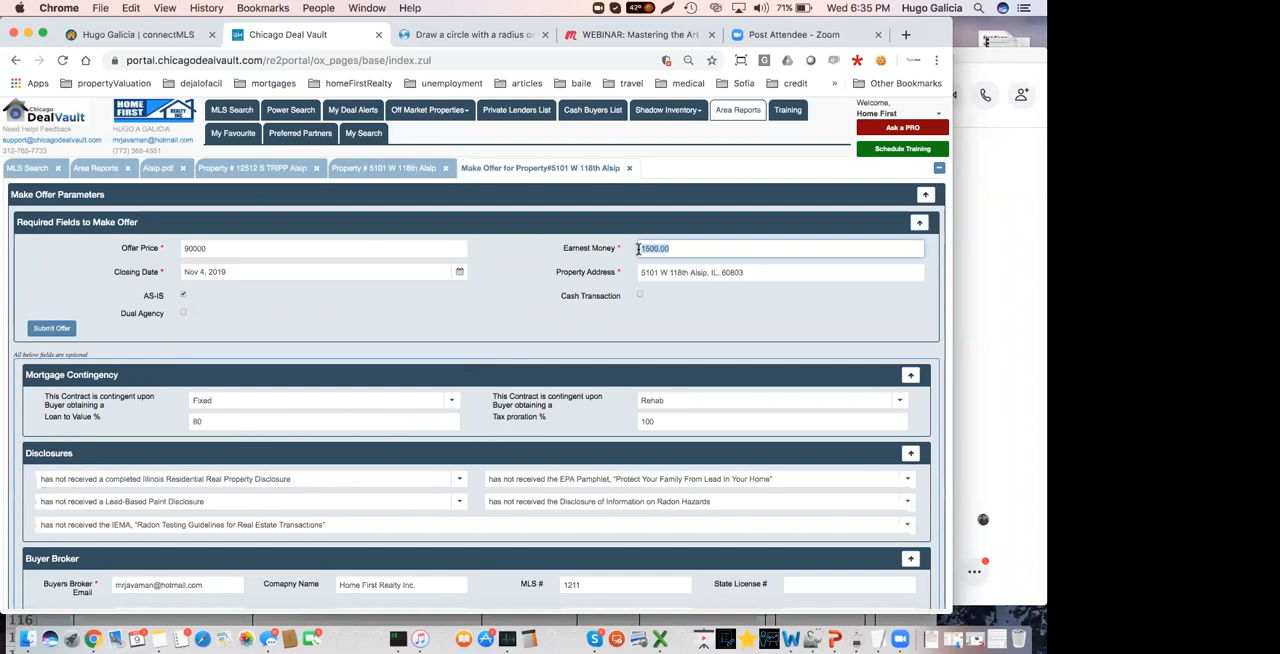 Chrome File Edit View History Bookmarks People Window Help 42° 71% Wed 6:35 PM Hugo Galicia
Hugo Galicia | connectMLS Chicago Deal Vault Draw a circle with a radius o WEBINAR: Mastering the Ar Post Attendee - Zoom
portal.chicagodealvault.com/re2portal/ox_pages/base/index.zul
Apps propertyValuation dejalofacil mortgages homeFirstRealty unemployment articles baile travel medical Sofia credit Other Bookmarks
Chicago DealVault
Need Help/ Feedback
support@chicagodealvault.com
312-765-7733
HOME FIRST REALTY INC.
HUGO A GALICIA
mrjavaman@hotmail.com
(773) 368-4551
MLS Search Power Search My Deal Alerts Off Market Properties Private Lenders List Cash Buyers List Shadow Inventory Area Reports Training
My Favourite Preferred Partners My Search
Welcome,
Home First
Ask a PRO
Schedule Training
MLS Search Area Reports Alsip.pdf Property # 12512 S TRIPP Alsip Property # 5101 W 118th Alsip Make Offer for Property#5101 W 118th Alsip
Make Offer Parameters
Required Fields to Make Offer
Offer Price * 90000 Earnest Money * 1500.00
Closing Date * Nov 4, 2019 Property Address * 5101 W 118th Alsip, IL, 60803
AS-IS Cash Transaction
Dual Agency
Submit Offer
All below fields are optional
Mortgage Contingency
This Contract is contingent upon Buyer obtaining a Fixed This Contract is contingent upon Buyer obtaining a Rehab
Loan to Value % 80 Tax proration % 100
Disclosures
has not received a completed Illinois Residential Real Property Disclosure has not received the EPA Pamphlet, "Protect Your Family From Lead In Your Home"
has not received a Lead-Based Paint Disclosure has not received the Disclosure of Information on Radon Hazards
has not received the IEMA, "Radon Testing Guidelines for Real Estate Transactions"
Buyer Broker
Buyers Broker * Email mrjavaman@hotmail.com Comapny Name Home First Realty Inc. MLS # 1211 State License #
116